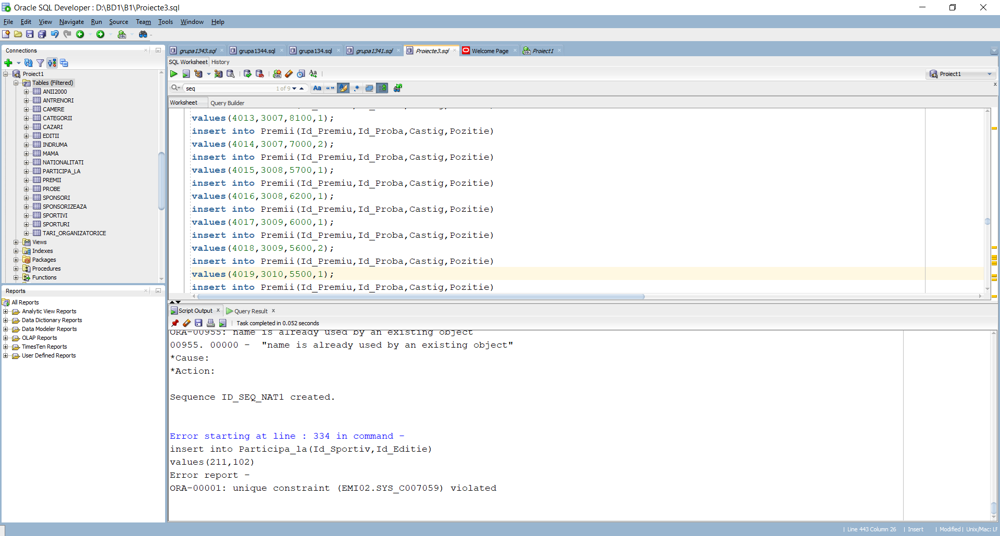 Oracle SQL Developer : D:\BD1\B1\Proiecte3.sql
File Edit View Navigate Run Source Team Tools Window Help
Connections
Project1
Tables (Filtered)
ANII2000
ANTRENORI
CAMERE
CATEGORII
CAZARI
EDITII
INDRUMA
MAMA
NATIONALITATI
PARTICIPA_LA
PREMII
PROBE
SPONSORI
SPONSORIZEAZA
SPORTIVI
SPORTURI
TARI_ORGANIZATORICE
Views
Indexes
Packages
Procedures
Functions
Reports
All Reports
Analytic View Reports
Data Dictionary Reports
Data Modeler Reports
OLAP Reports
TimesTen Reports
User Defined Reports
grupa1343.sql grupa1344.sql grupa134.sql grupa1341.sql Proiecte3.sql Welcome Page Project1
SQL Worksheet History
Project1
seq 1 of 9 Aa “ ” .*
Worksheet Query Builder
values(4013,3007,8100,1);
insert into Premii(Id_Premiu,Id_Proba,Castig,Pozitie)
values(4014,3007,7000,2);
insert into Premii(Id_Premiu,Id_Proba,Castig,Pozitie)
values(4015,3008,5700,1);
insert into Premii(Id_Premiu,Id_Proba,Castig,Pozitie)
values(4016,3008,6200,1);
insert into Premii(Id_Premiu,Id_Proba,Castig,Pozitie)
values(4017,3009,6000,1);
insert into Premii(Id_Premiu,Id_Proba,Castig,Pozitie)
values(4018,3009,5600,2);
insert into Premii(Id_Premiu,Id_Proba,Castig,Pozitie)
values(4019,3010,5500,1);
insert into Premii(Id_Premiu,Id_Proba,Castig,Pozitie)
Script Output Query Result
Task completed in 0.052 seconds
ORA-00955: name is already used by an existing object
00955. 00000 - "name is already used by an existing object"
*Cause:
*Action:
Sequence ID_SEQ_NAT1 created.
Error starting at line : 334 in command -
insert into Participa_la(Id_Sportiv,Id_Editie)
values(211,102)
Error report -
ORA-00001: unique constraint (EMI02.SYS_C007059) violated
Line 443 Column 26 | Insert | Modified | Unix/Mac: LF